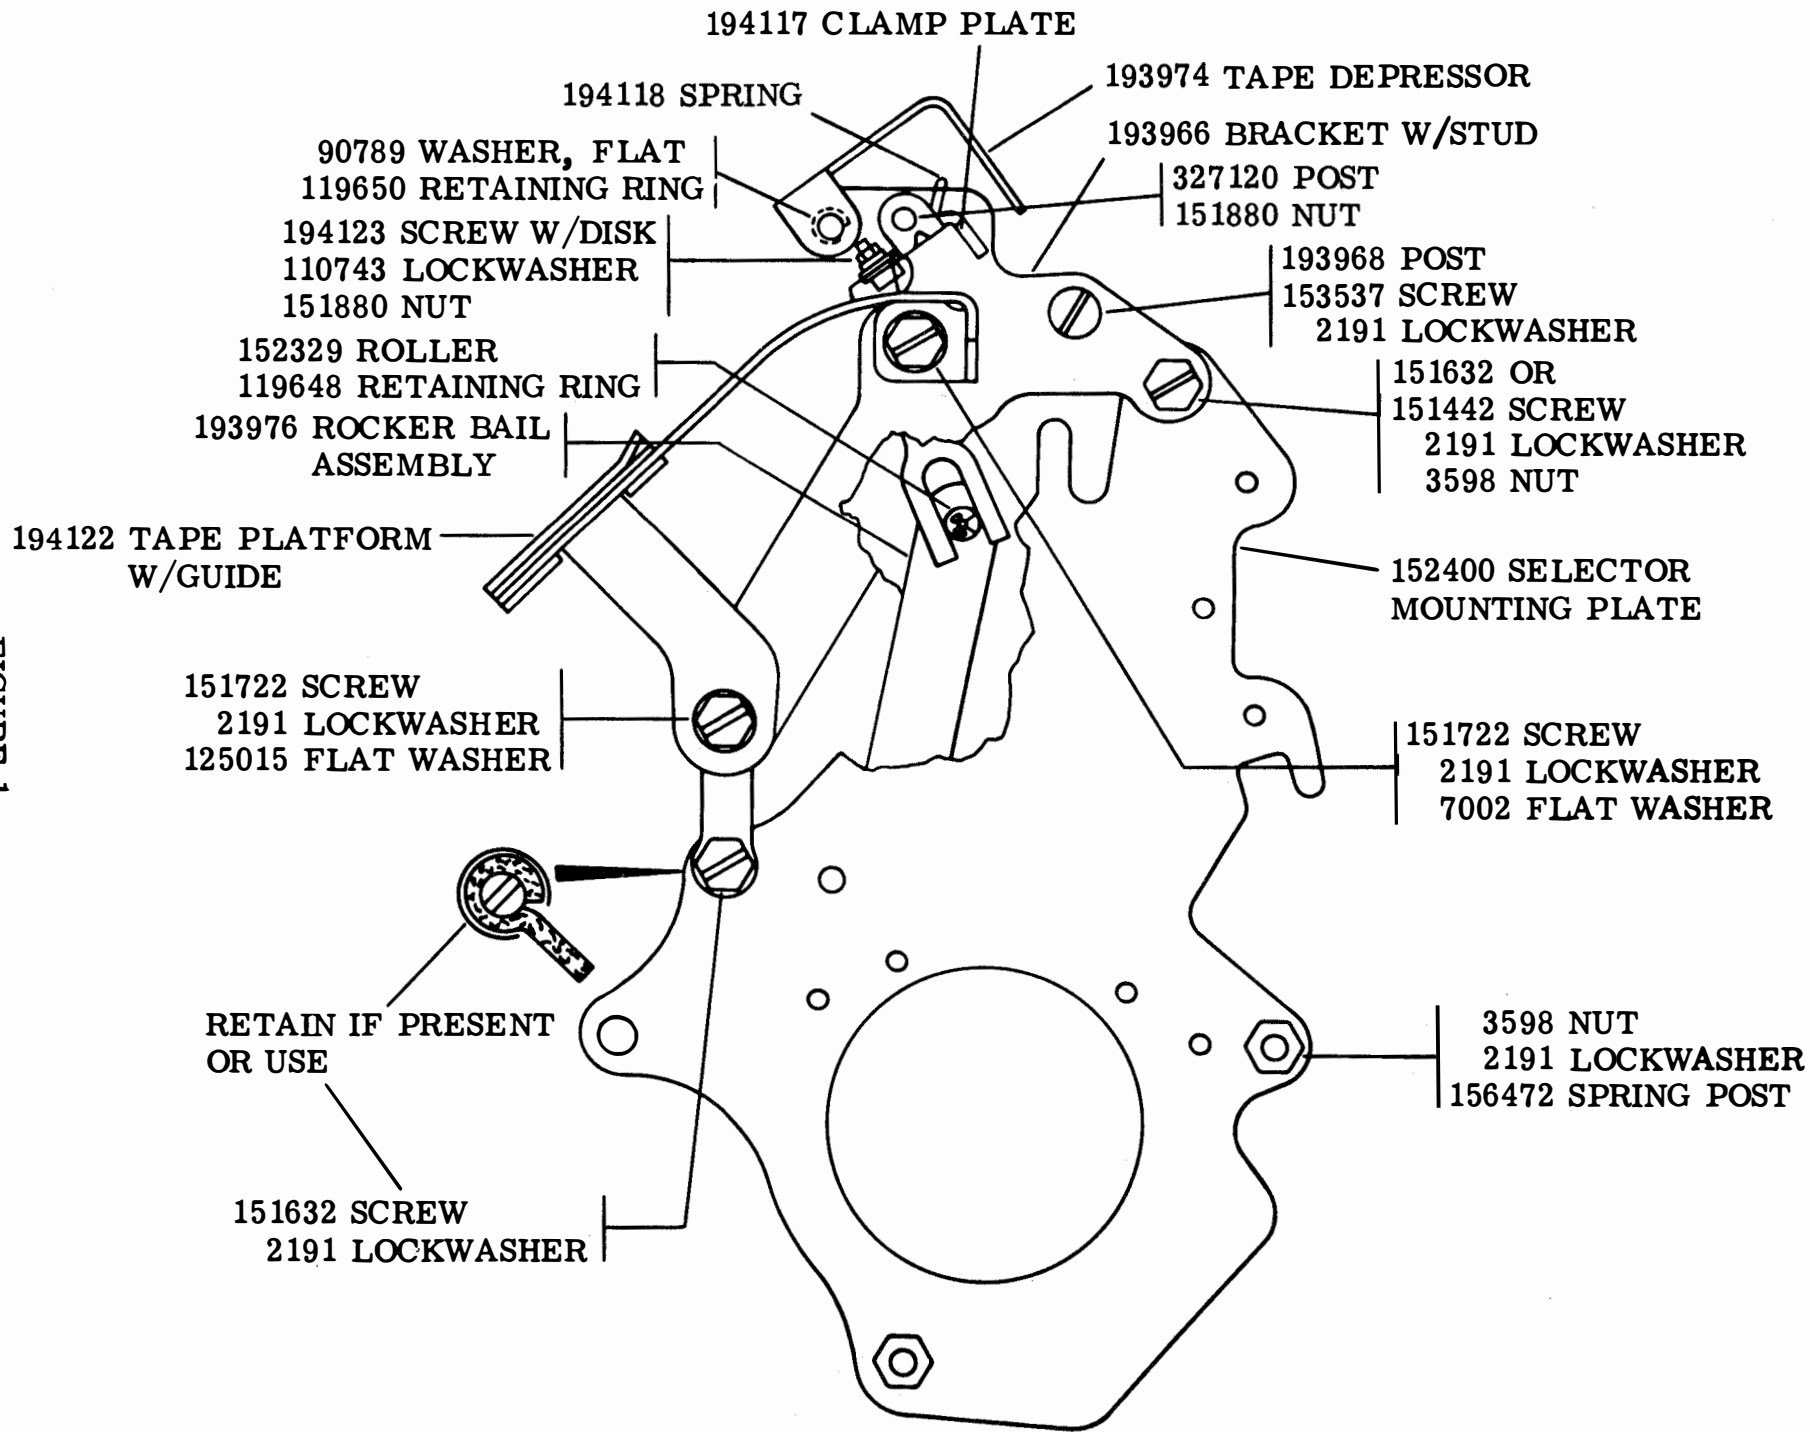 194117 CLAMP PLATE
194118 SPRING
193974 TAPE DEPRESSOR
193966 BRACKET W/STUD
90789 WASHER, FLAT
119650 RETAINING RING
327120 POST
151880 NUT
194123 SCREW W/DISK
110743 LOCKWASHER
151880 NUT
193968 POST
153537 SCREW
2191 LOCKWASHER
152329 ROLLER
119648 RETAINING RING
151632 OR
151442 SCREW
2191 LOCKWASHER
3598 NUT
193976 ROCKER BAIL
ASSEMBLY
194122 TAPE PLATFORM
W/GUIDE
152400 SELECTOR
MOUNTING PLATE
151722 SCREW
2191 LOCKWASHER
125015 FLAT WASHER
151722 SCREW
2191 LOCKWASHER
7002 FLAT WASHER
RETAIN IF PRESENT
OR USE
3598 NUT
2191 LOCKWASHER
156472 SPRING POST
151632 SCREW
2191 LOCKWASHER
FIGURE 1